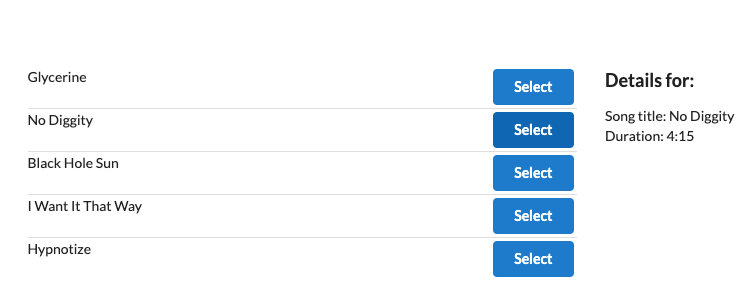 Glycerine
Select
No Diggity
Select
Black Hole Sun
Select
I Want It That Way
Select
Hypnotize
Select
Details for:
Song title: No Diggity
Duration: 4:15